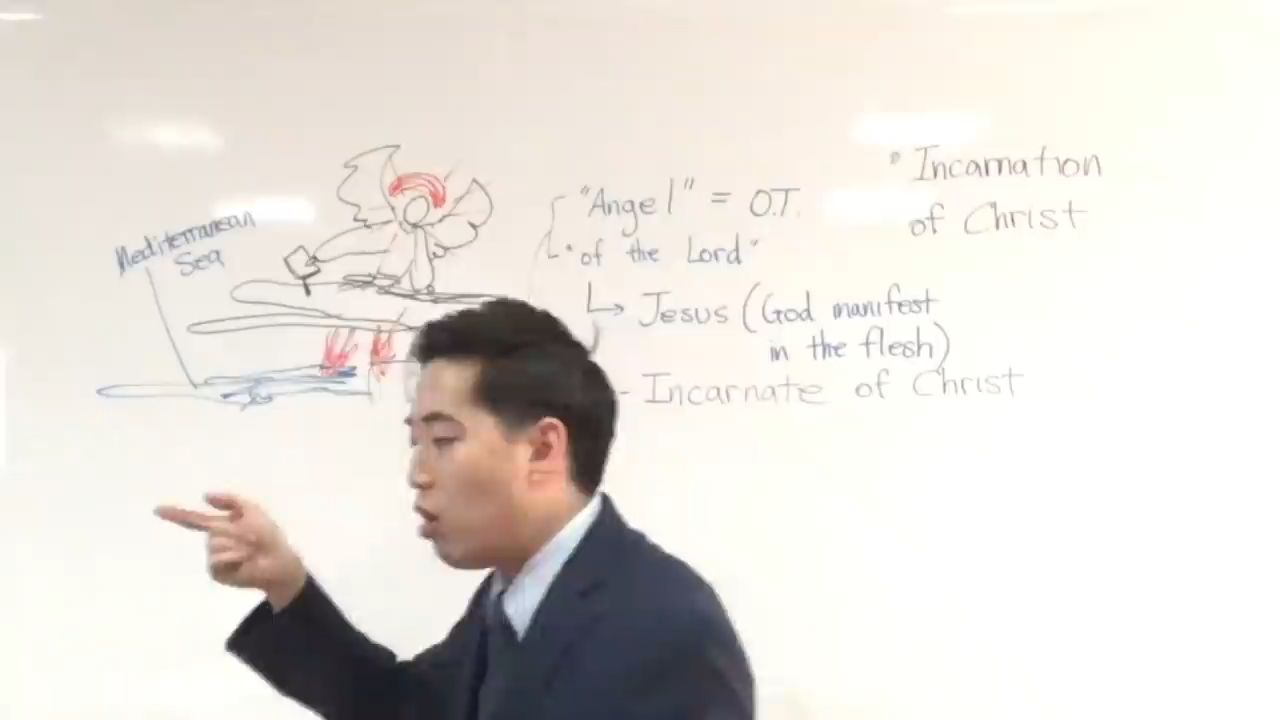 Mediterranean
Sea
"Angel" = O.T.
"of the Lord"
Jesus (God manifest
in the flesh)
- Incarnate of Christ
• Incarnation
of Christ